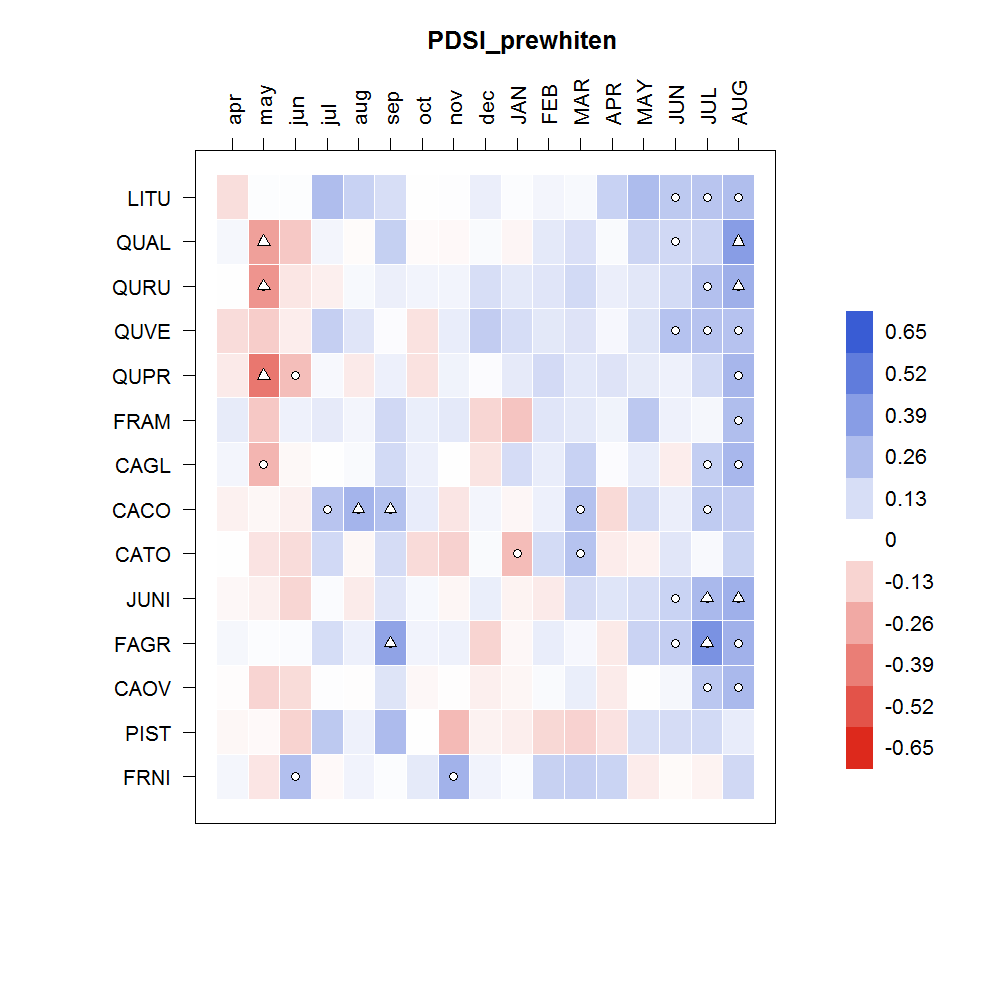 PDSI_prewhiten
apr may jun jul aug sep oct nov dec JAN FEB MAR APR MAY JUN JUL AUG
LITU
QUAL
QURU
QUVE
QUPR
FRAM
CAGL
CACO
CATO
JUNI
FAGR
CAOV
PIST
FRNI
0.65
0.52
0.39
0.26
0.13
0
-0.13
-0.26
-0.39
-0.52
-0.65